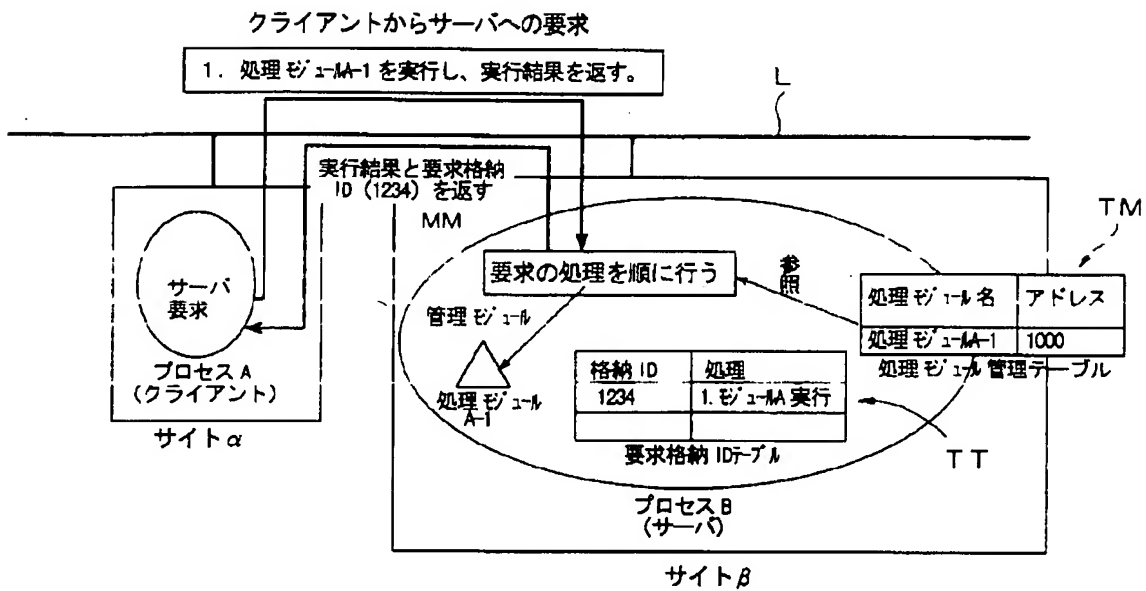 クライアントからサーバへの要求
1. 処理モジュールA-1 を実行し、実行結果を返す。
L
実行結果と要求格納
ID (1234) を返す
MM
TM
サーバ
要求
要求の処理を順に行う
参照
処理モジュール名 アドレス
処理モジュールA-1 1000
処理モジュール管理テーブル
管理モジュール
処理モジュール
A-1
格納 ID 処理
1234 1.モジュールA 実行
要求格納 IDテーブル
TT
プロセスA
(クライアント)
サイトα
プロセスB
(サーバ)
サイトβ